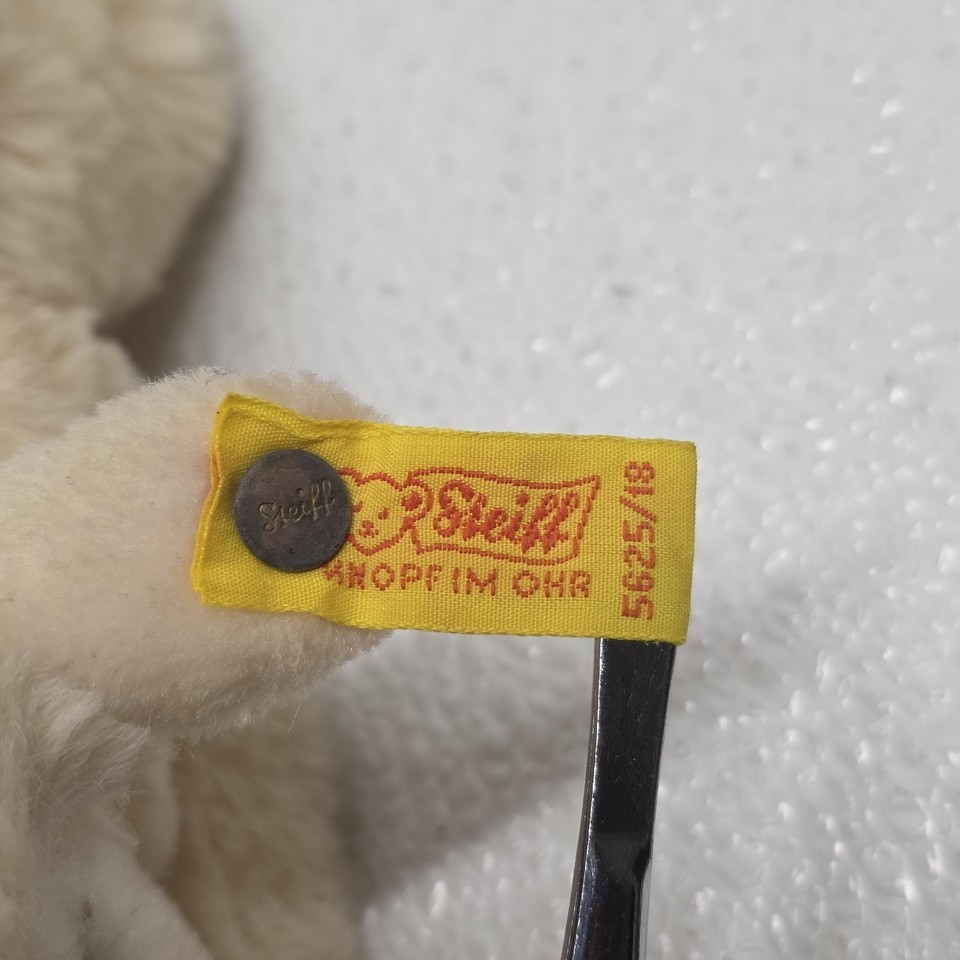 Steiff
Steiff
KNOPF IM OHR
5625/18